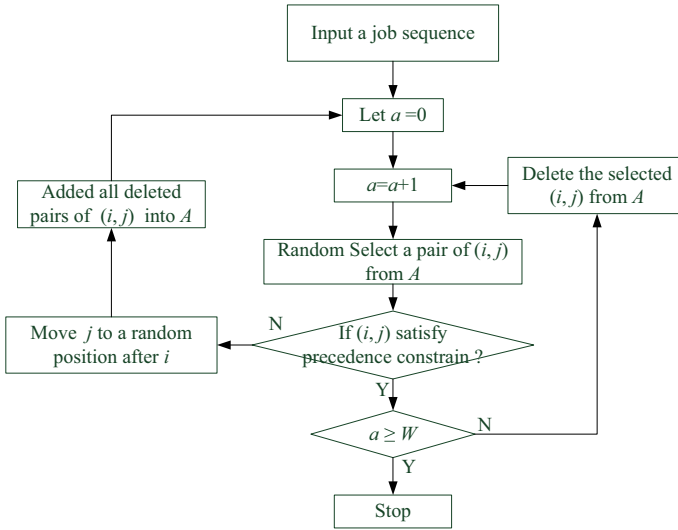 Input a job sequence
Let a =0
a=a+1
Delete the selected
(i, j) from A
Added all deleted
pairs of (i, j) into A
Random Select a pair of (i, j)
from A
N
If (i, j) satisfy
precedence constrain ?
Move j to a random
position after i
Y
a ≥ W
N
Y
Stop